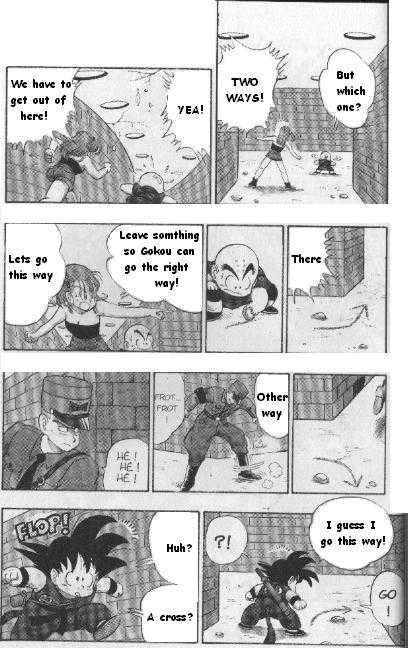 We have to
get out of
here!
YEA!
TWO
WAYS!
But
which
one?
Lets go
this way
Leave somthing
so Gokou can
go the right
way!
There
HE!
HE!
HE!
FROT...
FROT
!
Other
way
FLOP!
Huh?
A cross?
?!
I guess I
go this way!
GO
!